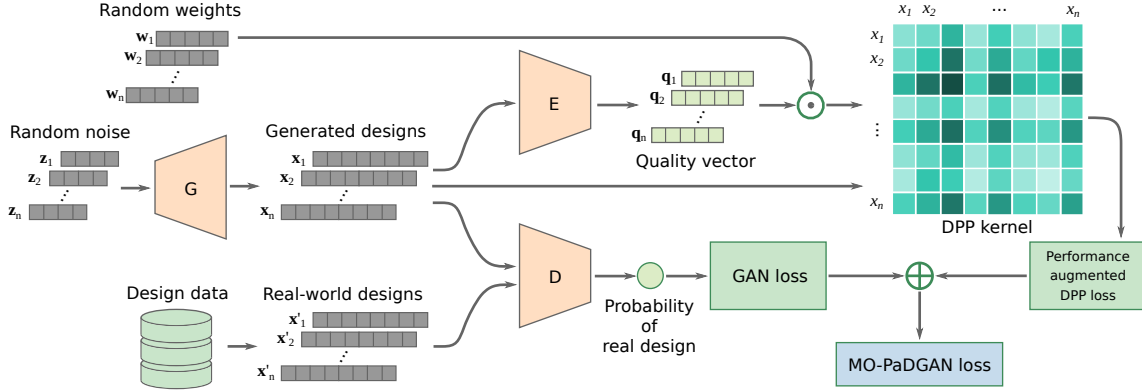 Random weights
w1
w2
wn
Random noise
z1
z2
zn
G
Generated designs
x1
x2
xn
E
q1
q2
qn
Quality vector
x1 x2 ... xn
x1
x2
⋮
xn
DPP kernel
Design data
Real-world designs
x'1
x'2
x'n
D
Probability
of
real design
GAN loss
Performance
augmented
DPP loss
MO-PaDGAN loss